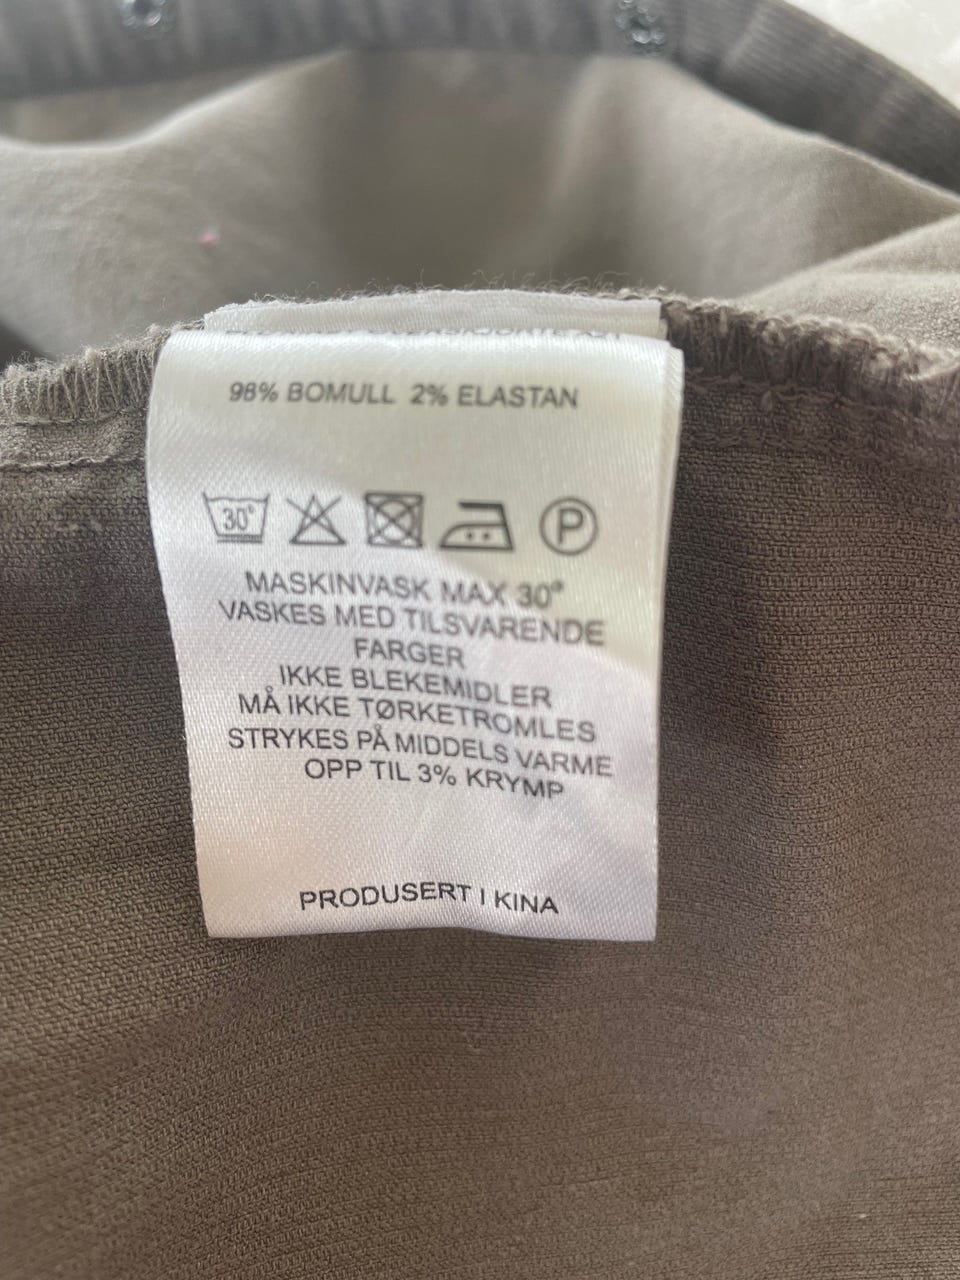 98% BOMULL 2% ELASTAN
30° P
MASKINVASK MAX 30°
VASKES MED TILSVARENDE
FARGER
IKKE BLEKEMIDLER
MÅ IKKE TØRKETROMLES
STRYKES PÅ MIDDELS VARME
OPP TIL 3% KRYMP
PRODUSERT I KINA